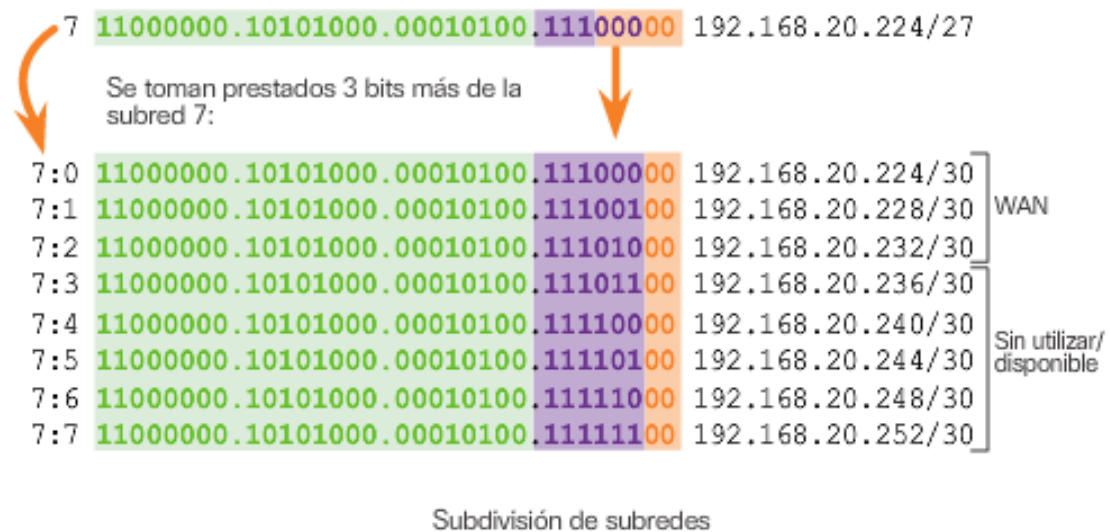 7 11000000.10101000.00010100.11100000 192.168.20.224/27
Se toman prestados 3 bits más de la
subred 7:
7:0 11000000.10101000.00010100.11100000 192.168.20.224/30
7:1 11000000.10101000.00010100.11100100 192.168.20.228/30
WAN
7:2 11000000.10101000.00010100.11101000 192.168.20.232/30
7:3 11000000.10101000.00010100.11101100 192.168.20.236/30
7:4 11000000.10101000.00010100.11110000 192.168.20.240/30
Sin utilizar/
disponible
7:5 11000000.10101000.00010100.11110100 192.168.20.244/30
7:6 11000000.10101000.00010100.11111000 192.168.20.248/30
7:7 11000000.10101000.00010100.11111100 192.168.20.252/30
Subdivisión de subredes